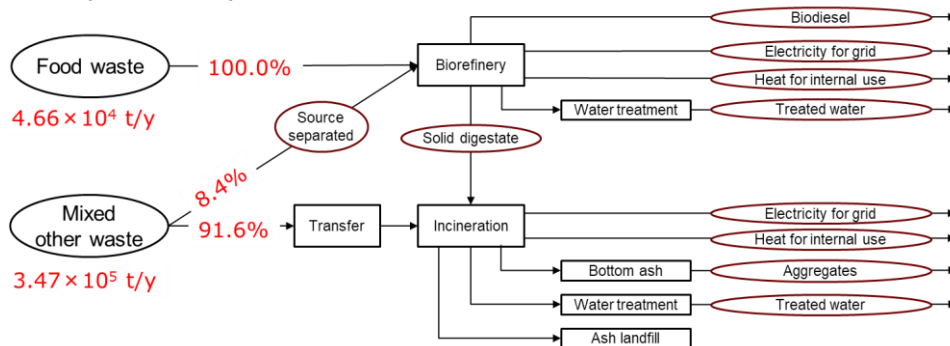 Biodiesel
Food waste
100.0%
Biorefinery
Electricity for grid
Heat for internal use
4.66×10⁴ t/y
Water treatment
Treated water
Source
separated
Solid digestate
8.4%
Mixed
other waste
91.6%
Transfer
Incineration
Electricity for grid
Heat for internal use
3.47×10⁵ t/y
Bottom ash
Aggregates
Water treatment
Treated water
Ash landfill